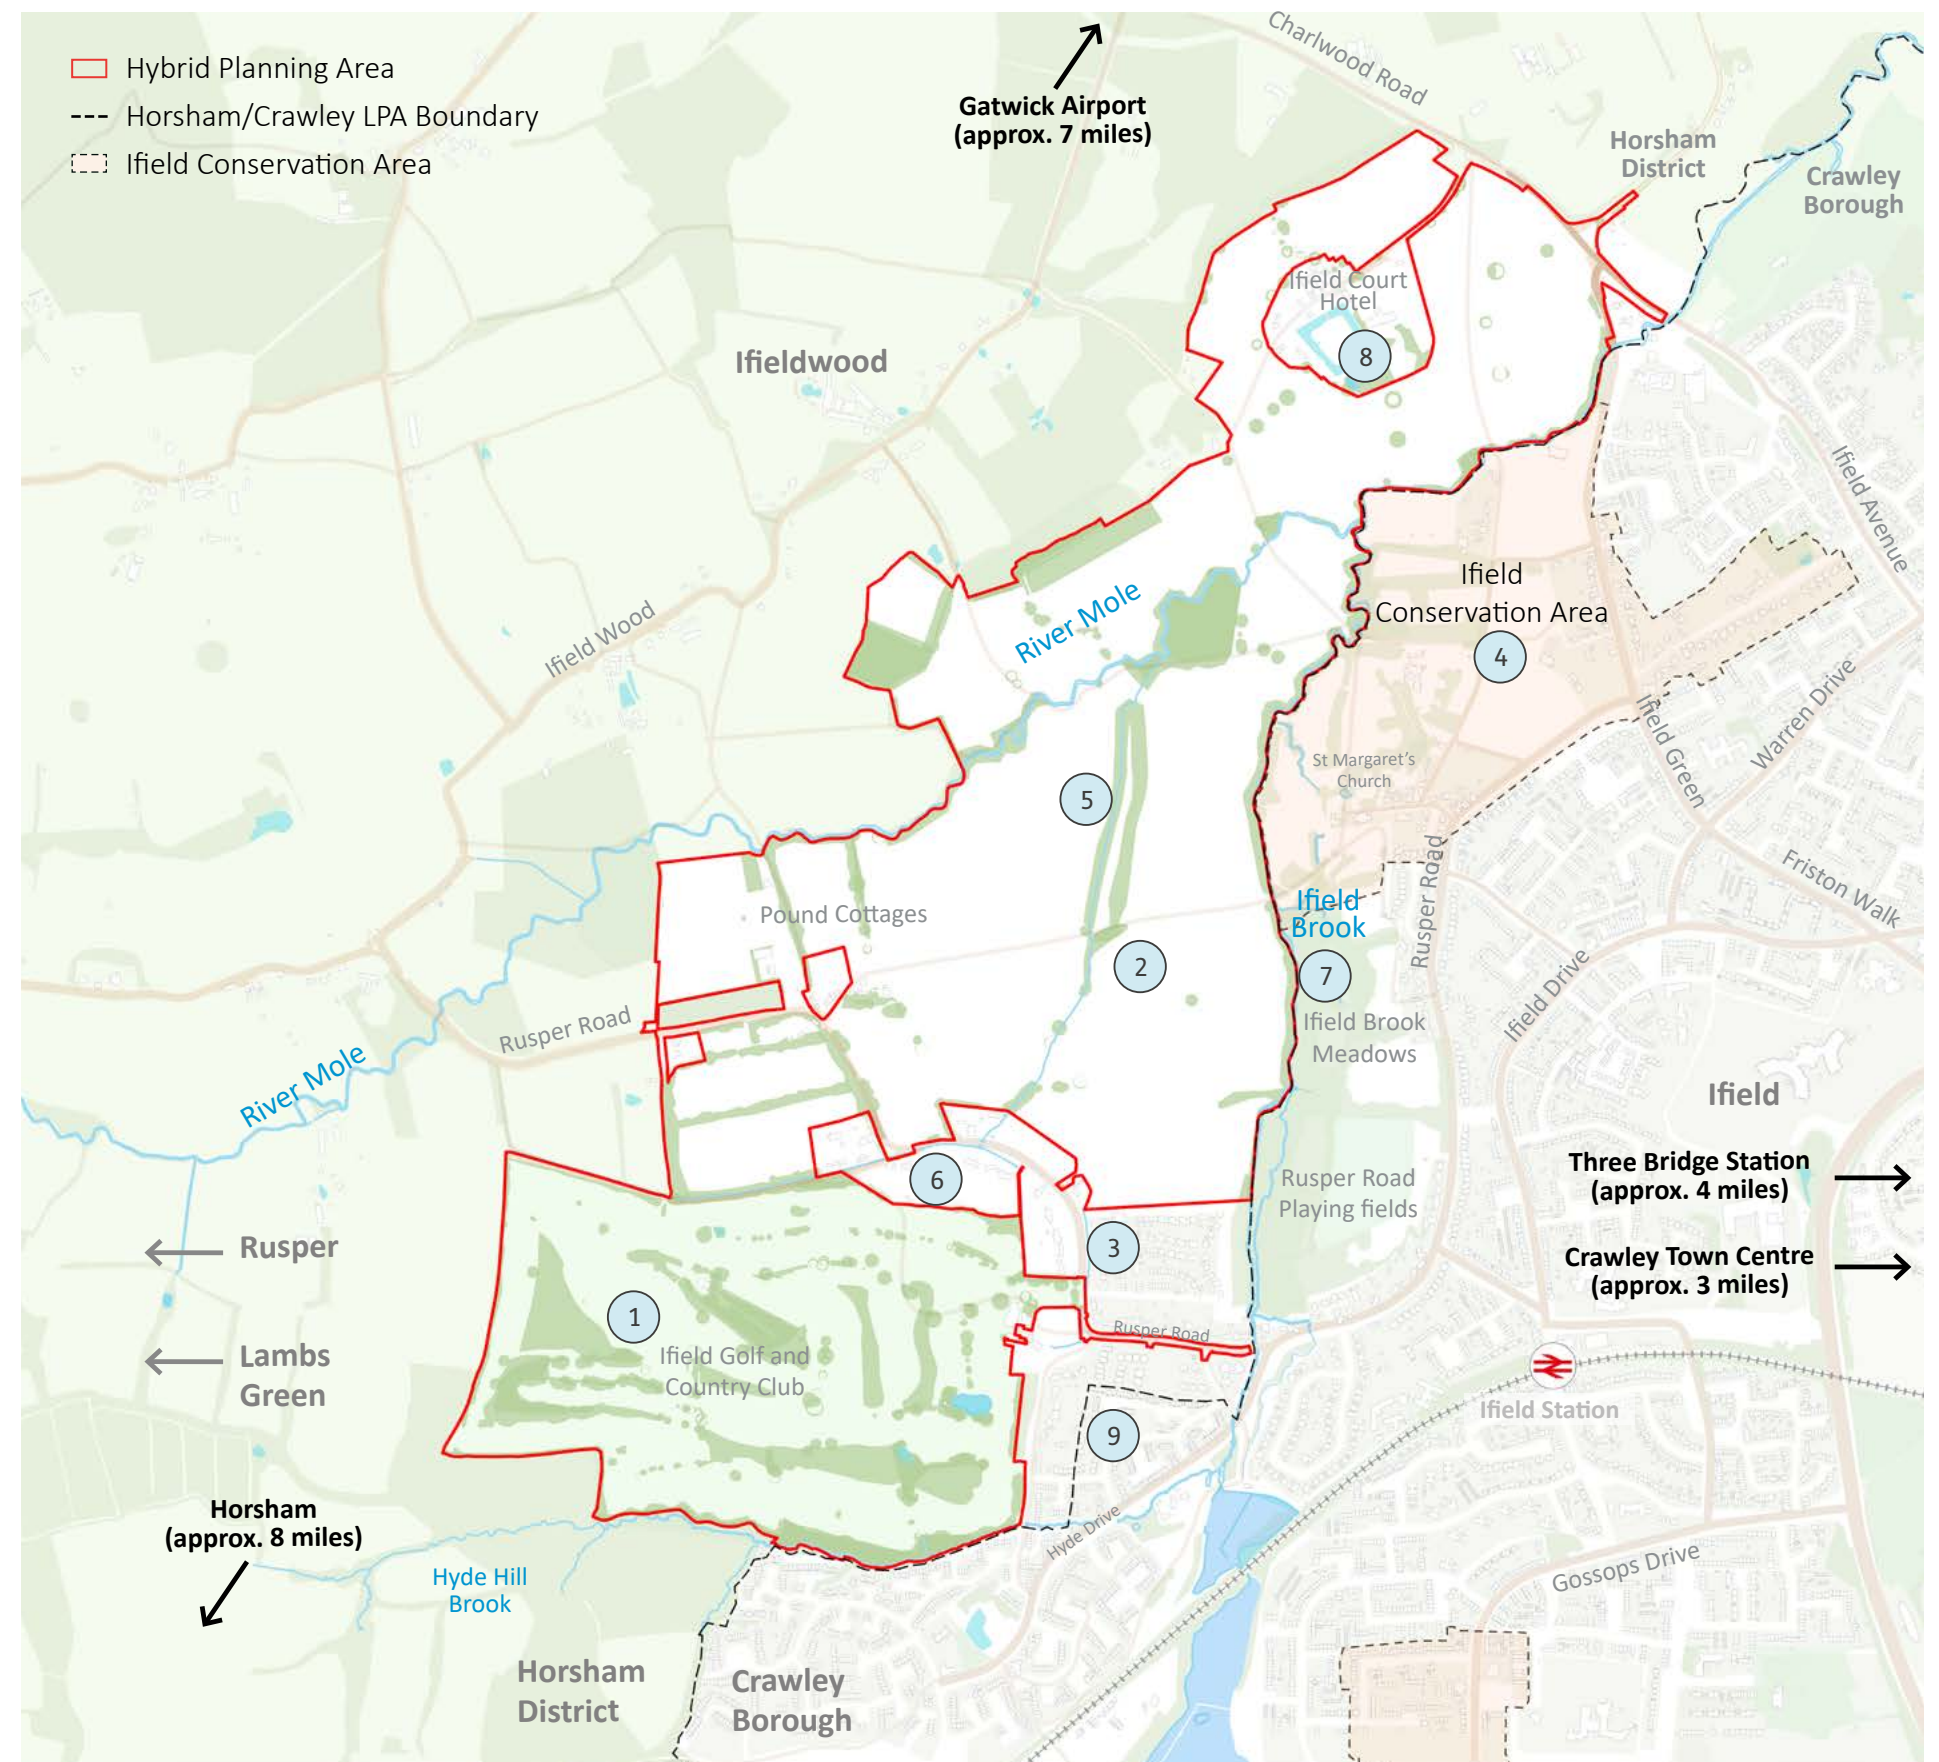 Hybrid Planning Area
Horsham/Crawley LPA Boundary
Ifield Conservation Area
Gatwick Airport
(approx. 7 miles)
Charlwood Road
Horsham
District
Crawley
Borough
Ifield Court
Hotel
8
Ifieldwood
Ifield Avenue
Ifield
Conservation Area
4
River Mole
Ifield Wood
Warren Drive
Ifield Green
St Margaret's
Church
5
Rusper Road
Friston Walk
Pound Cottages
Ifield
Brook
2
7
Ifield Drive
Ifield Brook
Meadows
Rusper Road
River Mole
Ifield
Three Bridge Station
(approx. 4 miles)
6
Rusper Road
Playing fields
Rusper
3
Crawley Town Centre
(approx. 3 miles)
1
Rusper Road
Lambs
Green
Ifield Golf and
Country Club
Ifield Station
9
Horsham
(approx. 8 miles)
Hyde Drive
Gossops Drive
Hyde Hill
Brook
Horsham
District
Crawley
Borough